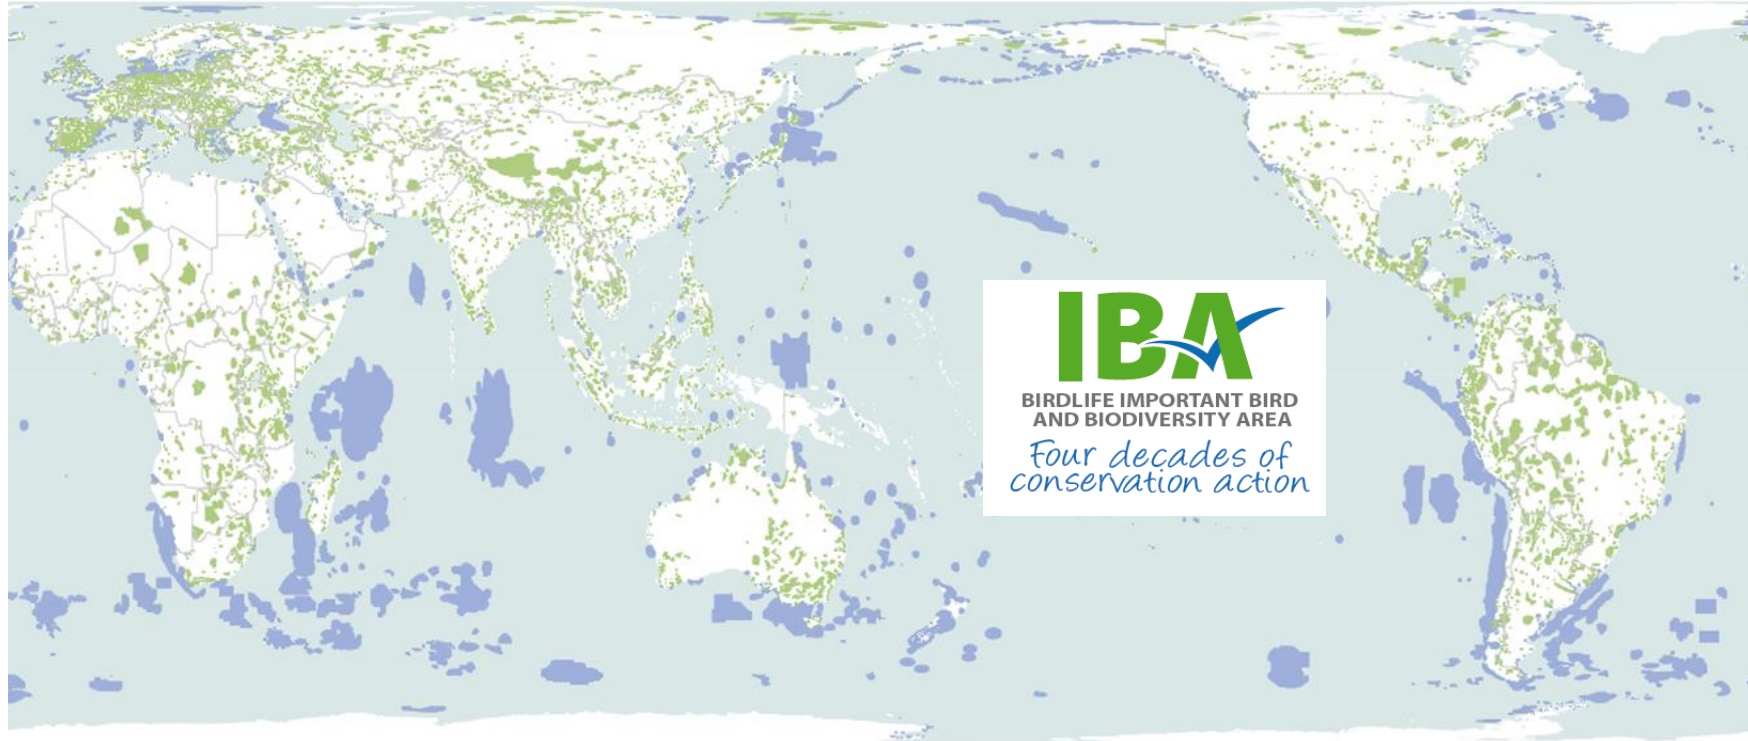 IBA
BIRDLIFE IMPORTANT BIRD
AND BIODIVERSITY AREA
Four decades of
conservation action